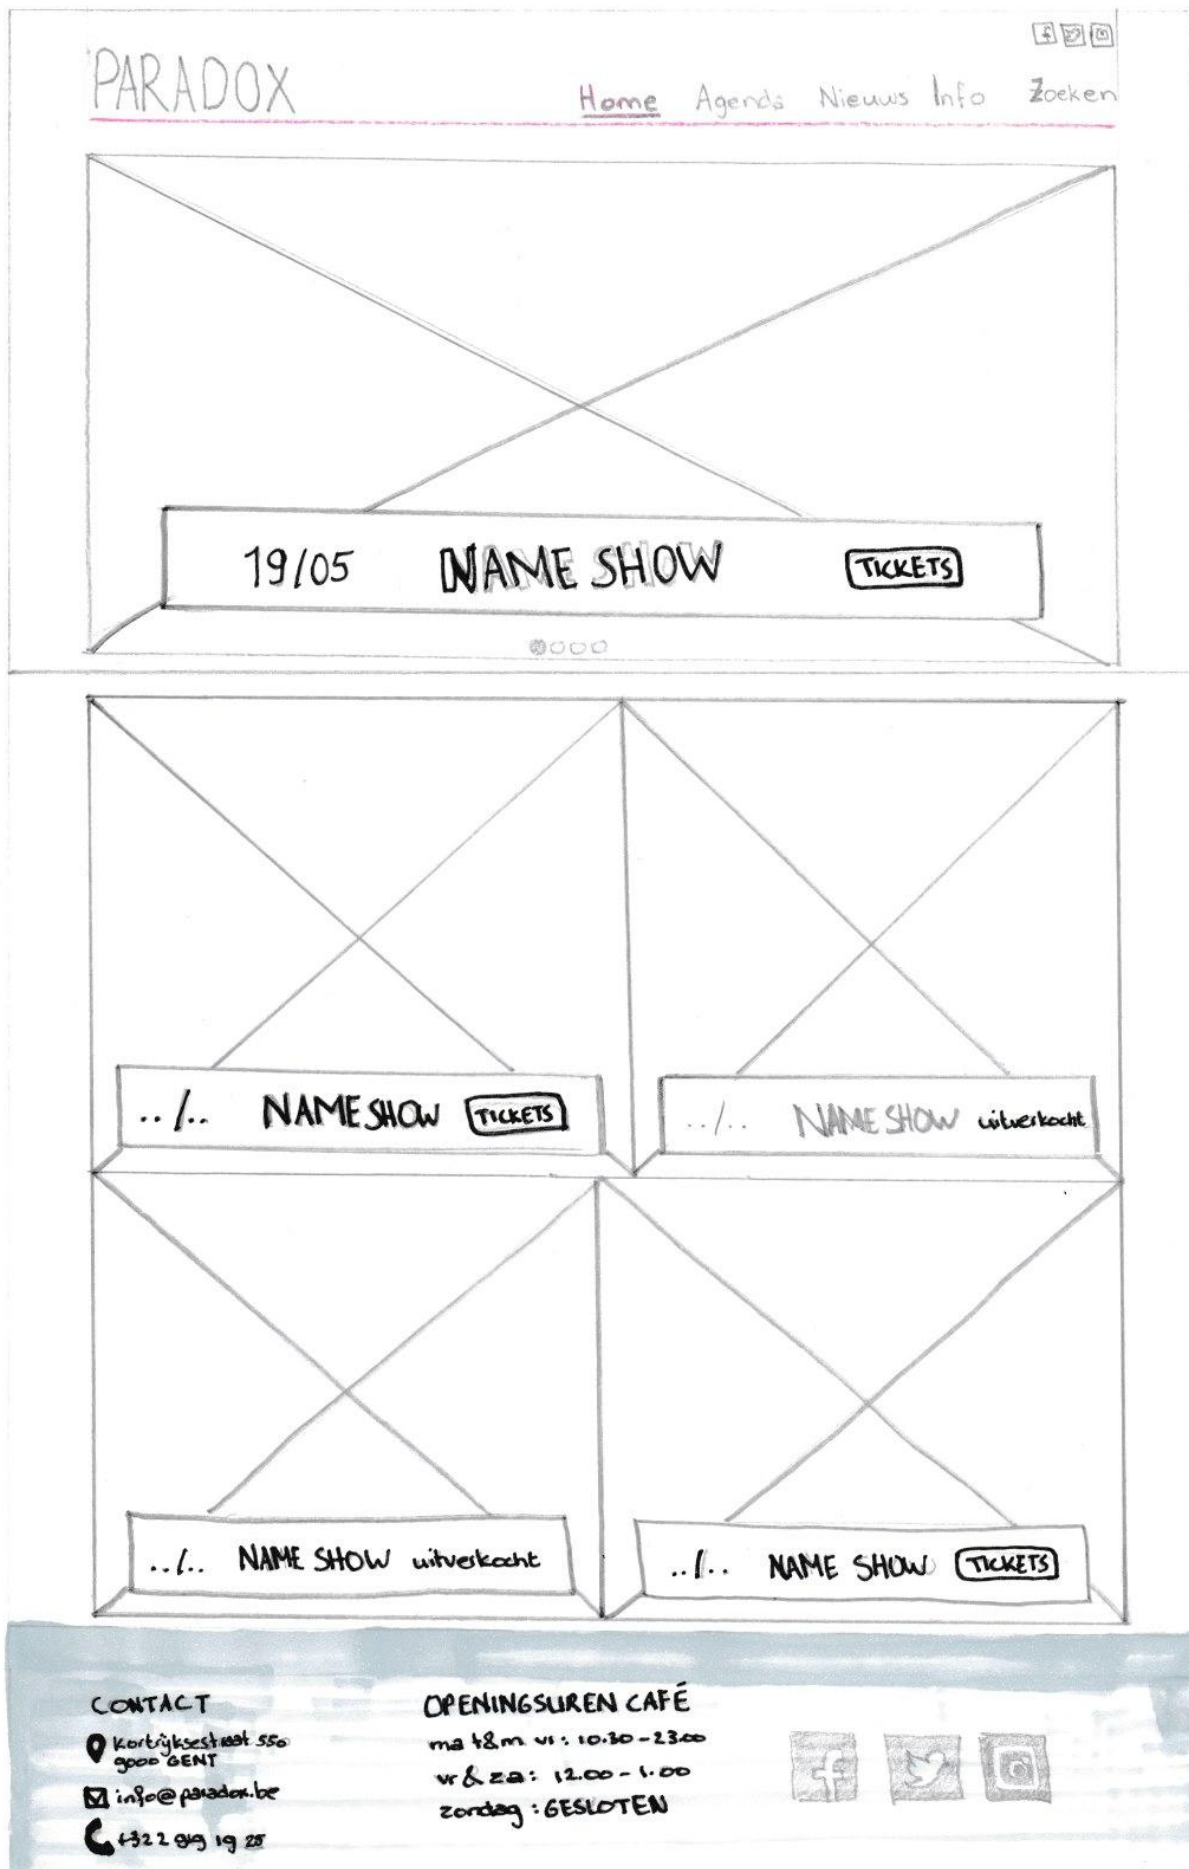 PARADOX
Home Agenda Nieuws Info Zoeken
19/05 NAME SHOW TICKETS
../.. NAME SHOW TICKETS
../.. NAME SHOW uitverkocht
../.. NAME SHOW uitverkocht
../.. NAME SHOW TICKETS
CONTACT
Kortrijksestraat 550
9000 GENT
info@paradox.be
+32 2 919 19 25
OPENINGSUREN CAFÉ
ma t&m vr: 10.30 - 23.00
vr & za: 12.00 - 1.00
zondag : GESLOTEN